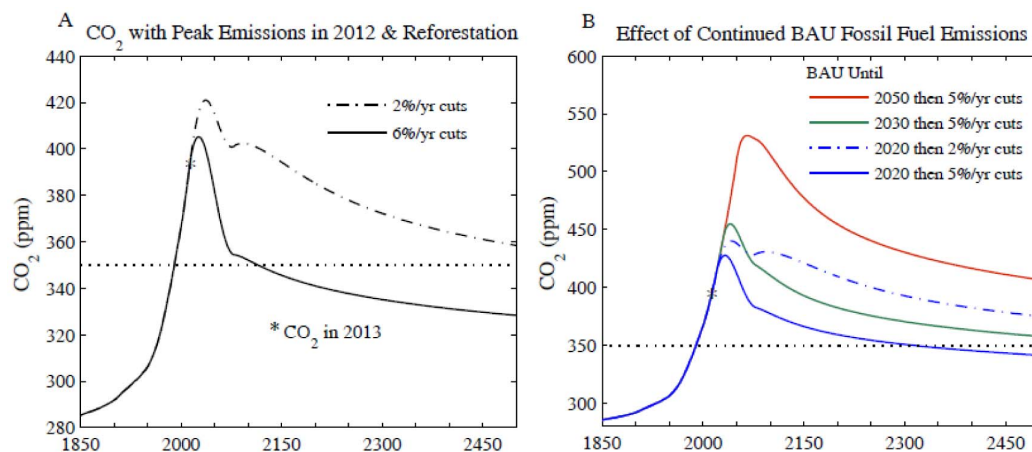 A
CO2 with Peak Emissions in 2012 & Reforestation
440
420
400
380
360
340
320
300
280
CO2 (ppm)
2%/yr cuts
6%/yr cuts
* CO2 in 2013
1850
2000
2150
2300
2450
B
Effect of Continued BAU Fossil Fuel Emissions
600
550
500
450
400
350
300
CO2 (ppm)
BAU Until
2050 then 5%/yr cuts
2030 then 5%/yr cuts
2020 then 2%/yr cuts
2020 then 5%/yr cuts
*
1850
2000
2150
2300
2450